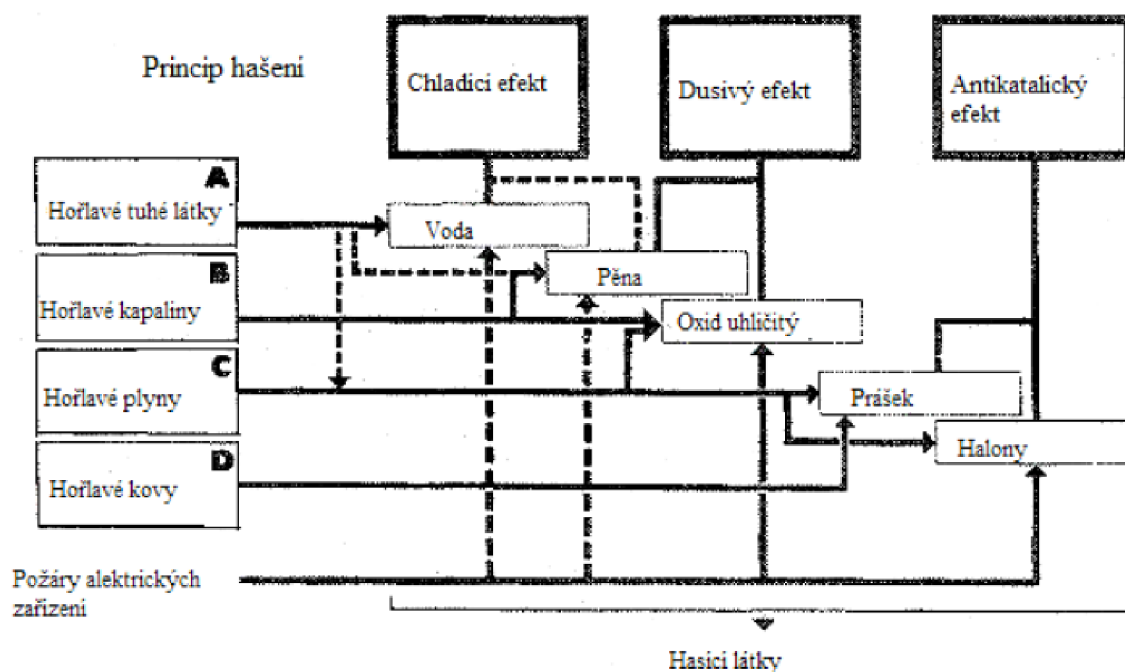 Princip hašení
Chladici efekt
Dusivý efekt
Antikatalický
efekt
A
Hořlavé tuhé látky
Voda
B
Hořlavé kapaliny
Pěna
Oxid uhličitý
C
Hořlavé plyny
Prášek
D
Hořlavé kovy
Halony
Požáry alektrických
zařízení
Hasicí látky